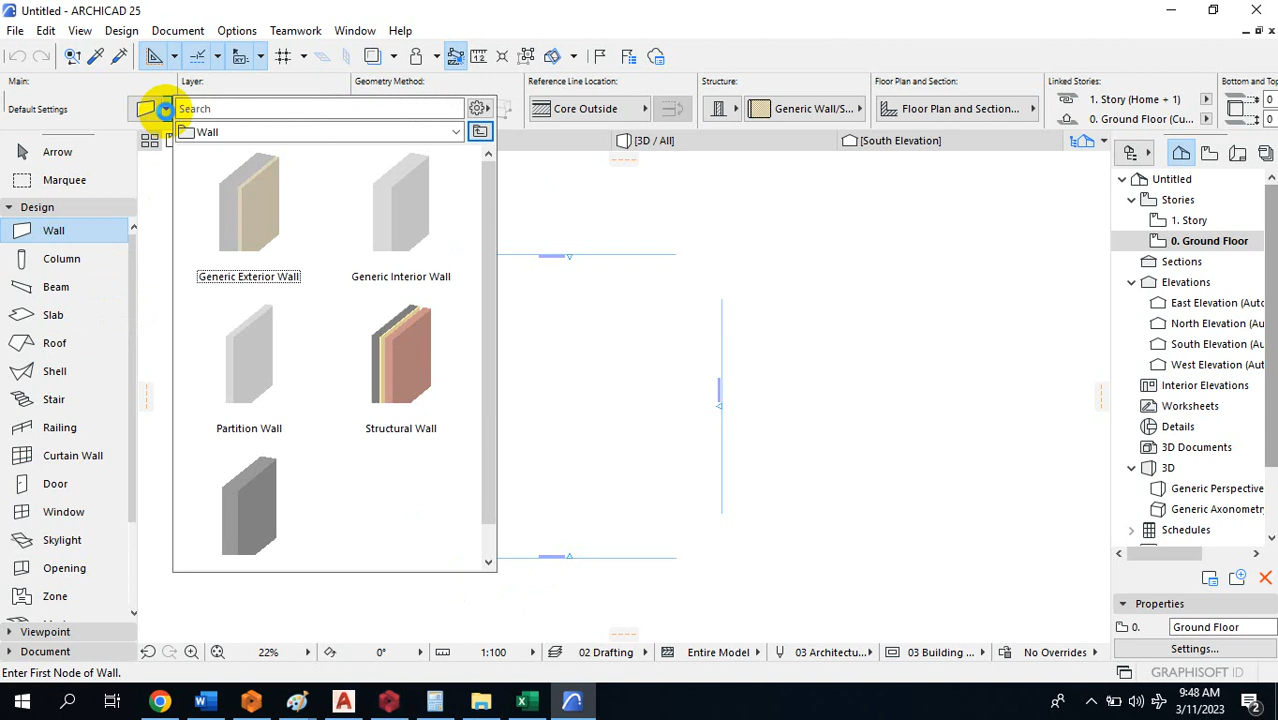 Untitled - ARCHICAD 25
File Edit View Design Document Options Teamwork Window Help
Main: Layer: Geometry Method: Reference Line Location: Structure: Floor Plan and Section: Linked Stories: Bottom and Top
Default Settings
Core Outside
Generic Wall/S...
Floor Plan and Section...
1. Story (Home + 1)
0. Ground Floor (Cu...
0
0
Search
Wall
[3D / All]
[South Elevation]
Arrow
Marquee
Design
Wall
Column
Beam
Slab
Roof
Shell
Stair
Railing
Curtain Wall
Door
Window
Skylight
Opening
Zone
Viewpoint
Document
Generic Exterior Wall
Generic Interior Wall
Partition Wall
Structural Wall
Untitled
Stories
1. Story
0. Ground Floor
Sections
Elevations
East Elevation (Aut
North Elevation (Au
South Elevation (Au
West Elevation (Aut
Interior Elevations
Worksheets
Details
3D Documents
3D
Generic Perspective
Generic Axonometry
Schedules
Properties
0. Ground Floor
Settings...
22% 0° 1:100 02 Drafting Entire Model 03 Architectu... 03 Building ... No Overrides
Enter First Node of Wall.
GRAPHISOFT ID
9:48 AM
3/11/2023
2